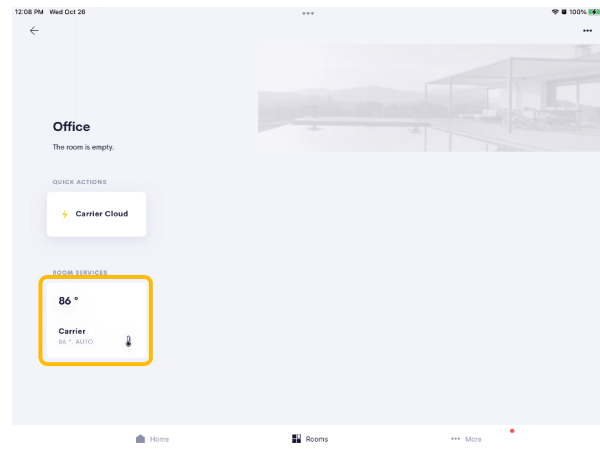 12:08 PM Wed Oct 26
100%
Office
The room is empty.
QUICK ACTIONS
Carrier Cloud
ROOM SERVICES
86 °
Carrier
86 ° AUTO
Home
Rooms
More